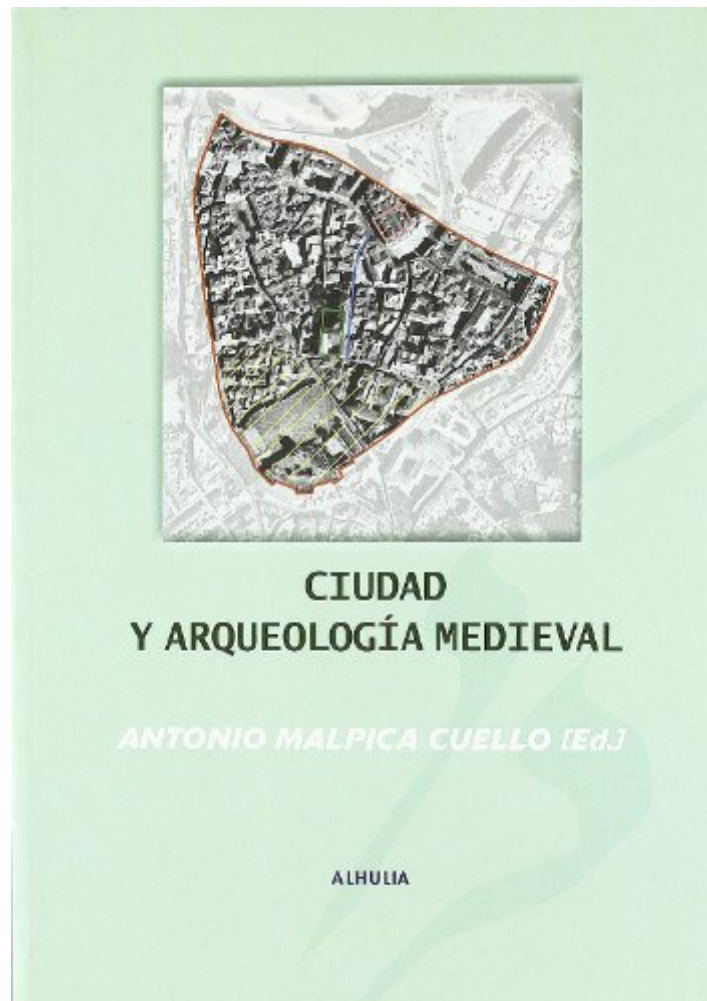 CIUDAD
Y ARQUEOLOGÍA MEDIEVAL
ANTONIO MALPICA CUELLO [Ed.]
ALHULIA